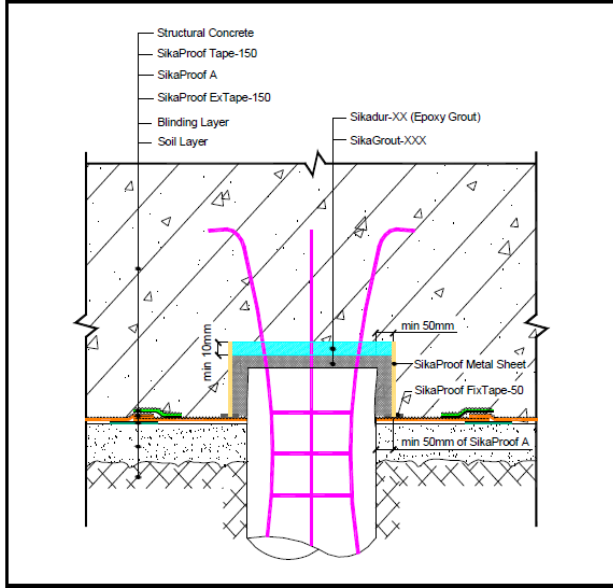 Structural Concrete
SikaProof Tape-150
SikaProof A
SikaProof ExTape-150
Blinding Layer
Soil Layer
Sikadur-XX (Epoxy Grout)
SikaGrout-XXX
min 50mm
min 10mm
SikaProof Metal Sheet
SikaProof FixTape-50
min 50mm of SikaProof A